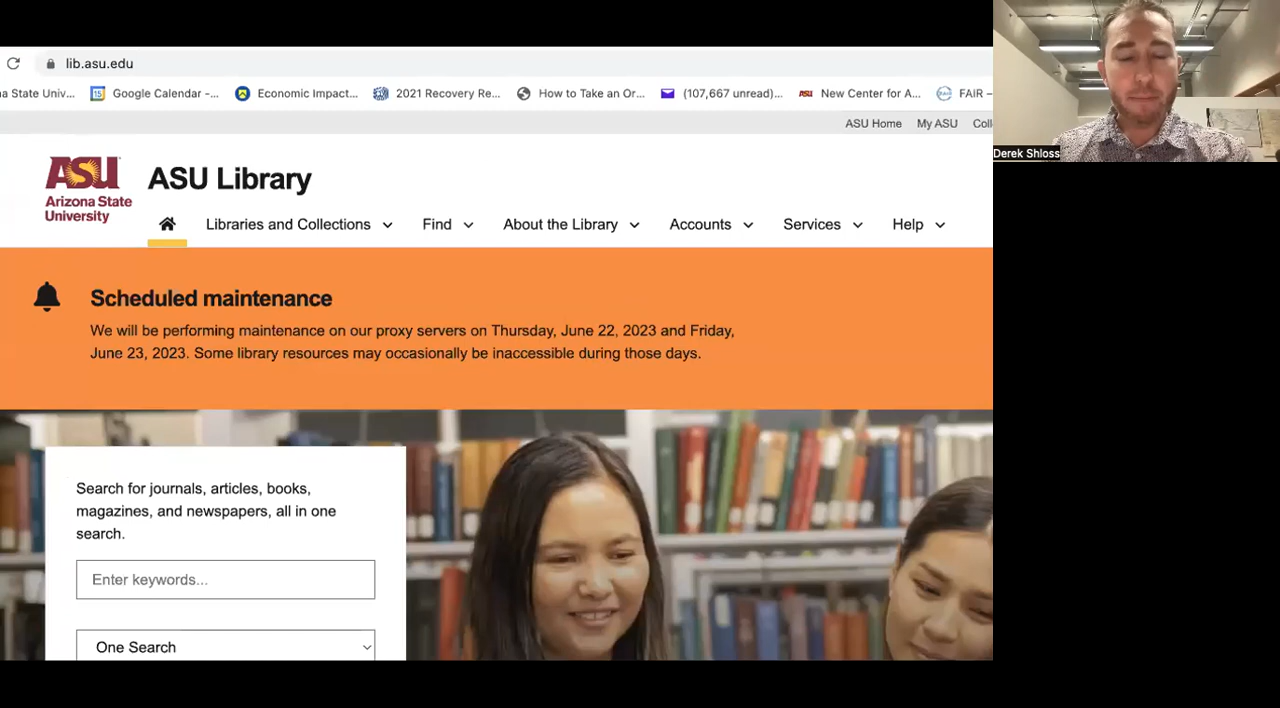 lib.asu.edu
a State Univ... Google Calendar -... Economic Impact... 2021 Recovery Re... How to Take an Or... (107,667 unread)... New Center for A... FAIR –
ASU Home My ASU Coll
ASU
Arizona State
University
ASU Library
Libraries and Collections Find About the Library Accounts Services Help
Scheduled maintenance
We will be performing maintenance on our proxy servers on Thursday, June 22, 2023 and Friday,
June 23, 2023. Some library resources may occasionally be inaccessible during those days.
Search for journals, articles, books,
magazines, and newspapers, all in one
search.
Enter keywords...
One Search
Derek Shloss